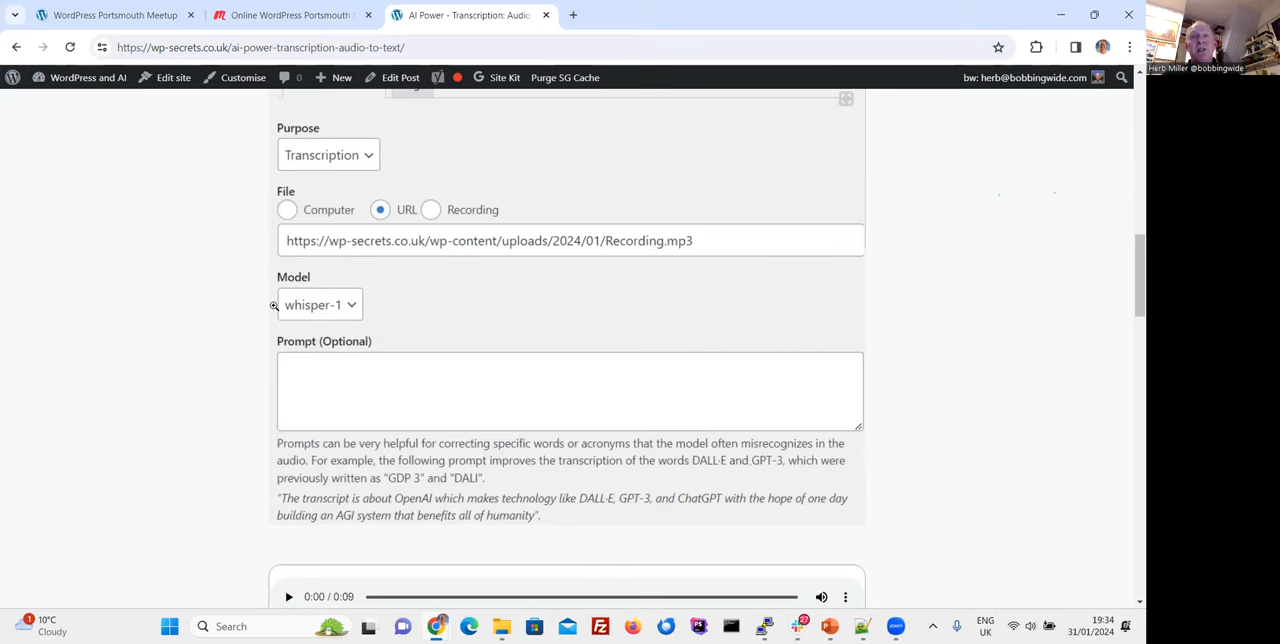 WordPress Portsmouth Meetup
Online WordPress Portsmouth
AI Power - Transcription: Audio
https://wp-secrets.co.uk/ai-power-transcription-audio-to-text/
Herb Miller @bobbingwide
WordPress and AI Edit site Customise 0 New Edit Post Site Kit Purge SG Cache bw: herb@bobbingwide.com
Purpose
Transcription
File
Computer URL Recording
https://wp-secrets.co.uk/wp-content/uploads/2024/01/Recording.mp3
Model
whisper-1
Prompt (Optional)
Prompts can be very helpful for correcting specific words or acronyms that the model often misrecognizes in the
audio. For example, the following prompt improves the transcription of the words DALL·E and GPT-3, which were
previously written as "GDP 3" and "DALI".
"The transcript is about OpenAI which makes technology like DALL·E, GPT-3, and ChatGPT with the hope of one day
building an AGI system that benefits all of humanity".
0:00 / 0:09
1
10°C
Cloudy
Search
27
ENG
UK
19:34
31/01/2024